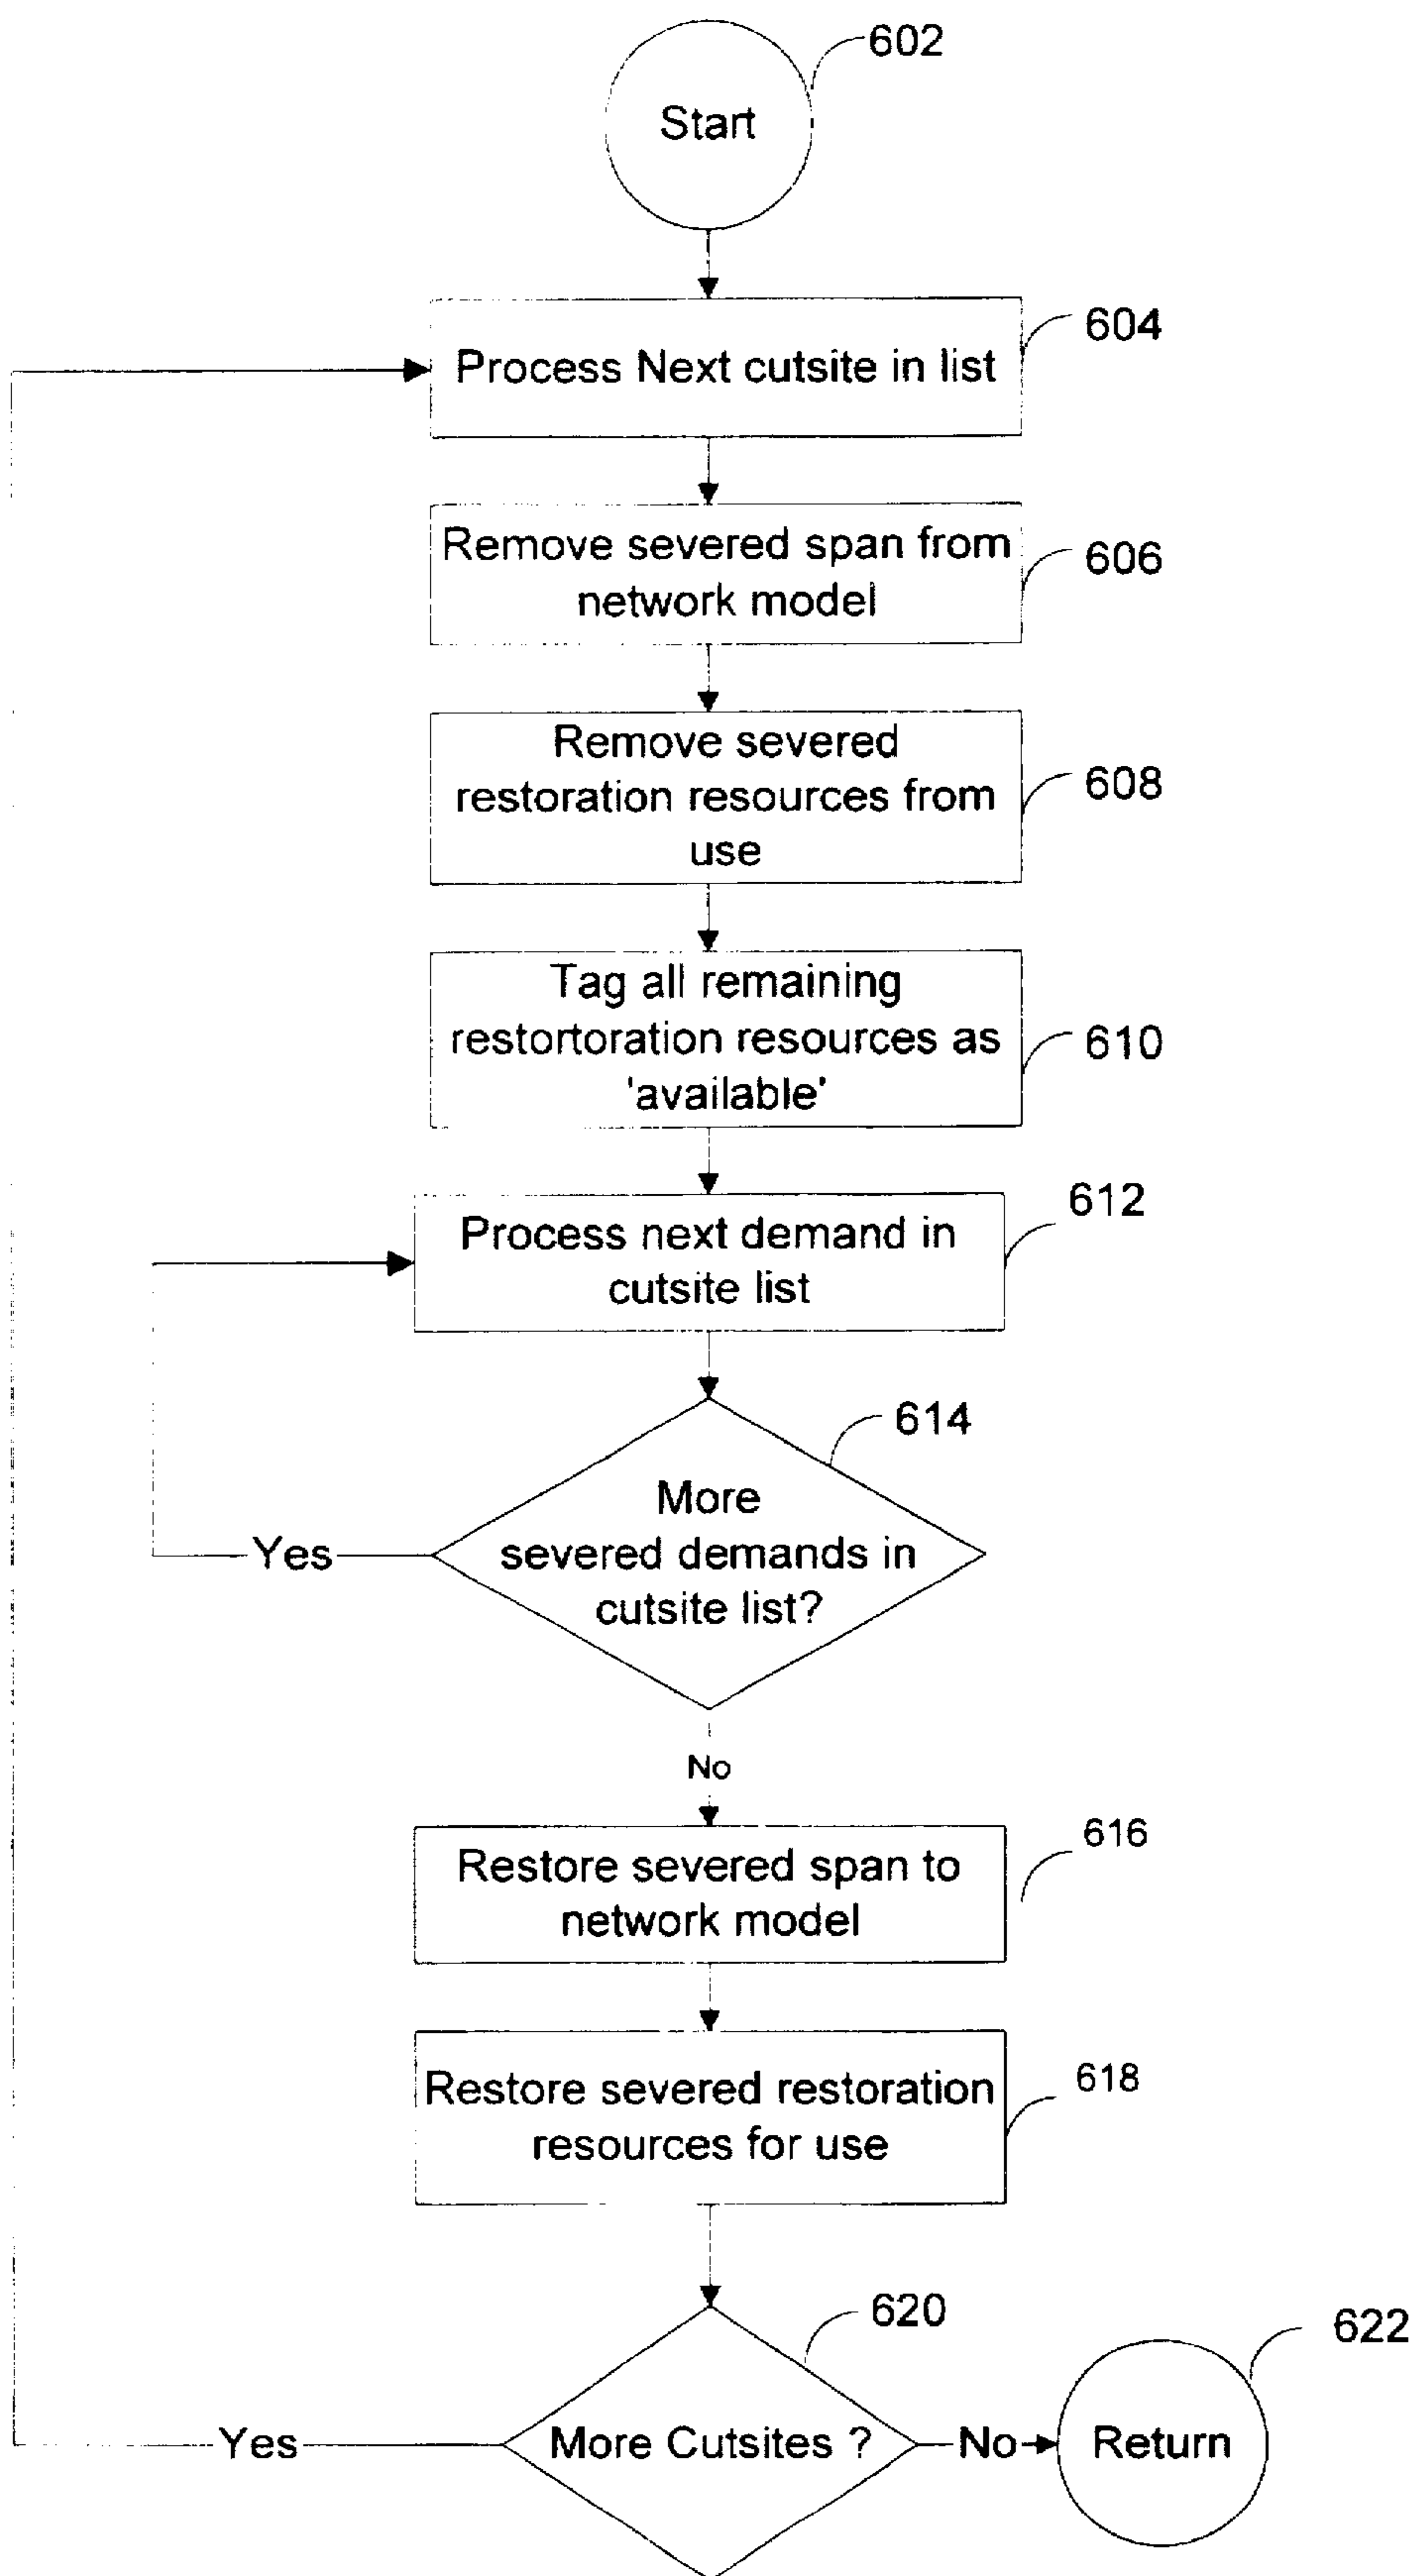 602
Start
604
Process Next cutsite in list
Remove severed span from
network model
606
Remove severed
restoration resources from
use
608
Tag all remaining
restortoration resources as
'available'
610
612
Process next demand in
cutsite list
614
More
severed demands in
cutsite list?
Yes
No
616
Restore severed span to
network model
618
Restore severed restoration
resources for use
620
622
Yes
More Cutsites ?
No
Return